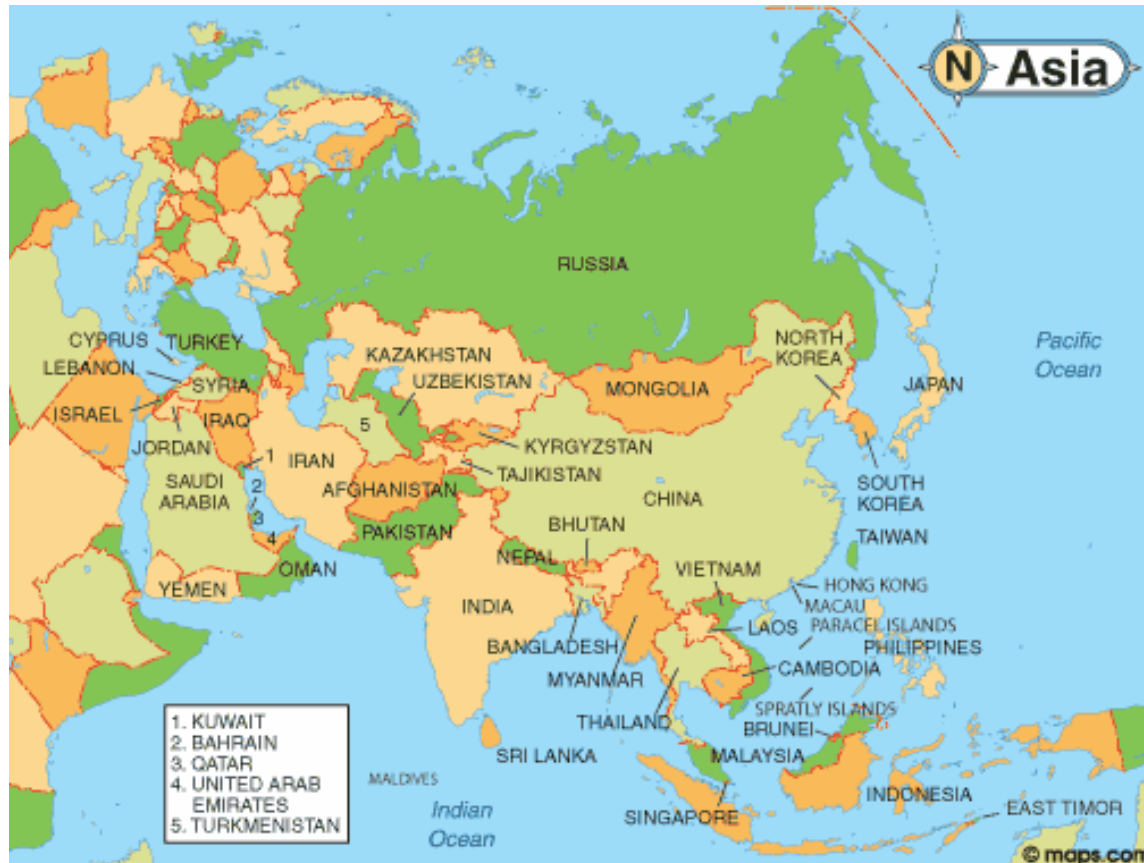 N Asia
RUSSIA
CYPRUS
TURKEY
LEBANON
SYRIA
ISRAEL
IRAQ
JORDAN
KAZAKHSTAN
UZBEKISTAN
MONGOLIA
NORTH
KOREA
JAPAN
Pacific
Ocean
5
1
IRAN
KYRGYZSTAN
TAJIKISTAN
SAUDI
ARABIA
2
3
4
AFGHANISTAN
CHINA
SOUTH
KOREA
PAKISTAN
BHUTAN
TAIWAN
OMAN
NEPAL
VIETNAM
HONG KONG
YEMEN
INDIA
MACAU
LAOS
PARACEL ISLANDS
BANGLADESH
PHILIPPINES
CAMBODIA
MYANMAR
SPRATLY ISLANDS
THAILAND
BRUNEI
SRI LANKA
MALAYSIA
MALDIVES
INDONESIA
SINGAPORE
EAST TIMOR
Indian
Ocean
1. KUWAIT
2. BAHRAIN
3. QATAR
4. UNITED ARAB
EMIRATES
5. TURKMENISTAN
© maps.com